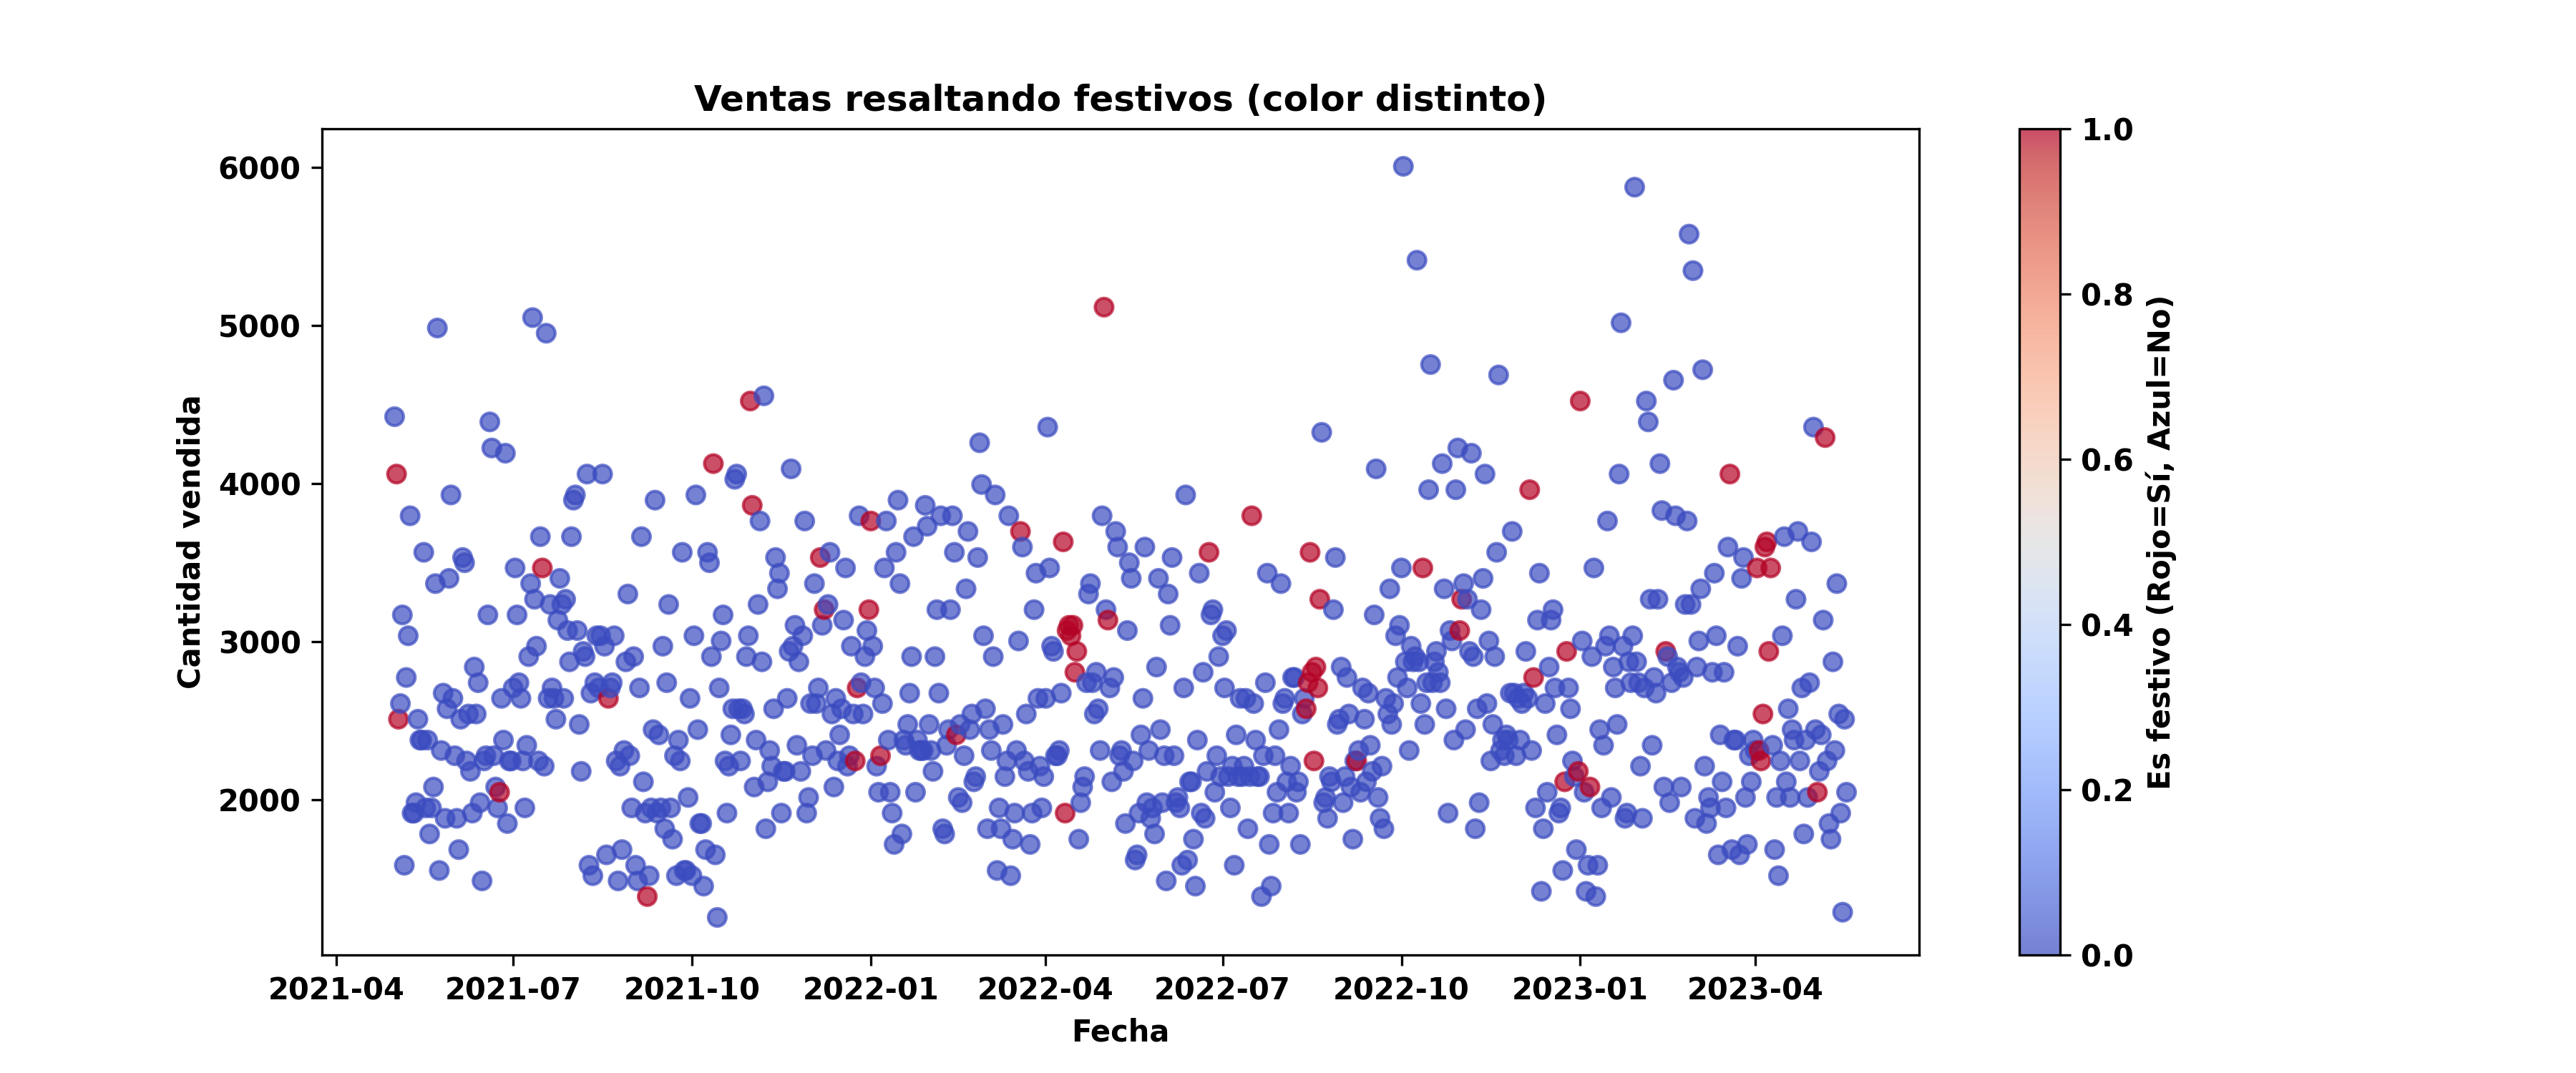 Ventas resaltando festivos (color distinto)
6000
5000
4000
3000
2000
Cantidad vendida
2021-04 2021-07 2021-10 2022-01 2022-04 2022-07 2022-10 2023-01 2023-04
Fecha
1.0
0.8
0.6
0.4
0.2
0.0
Es festivo (Rojo=Sí, Azul=No)